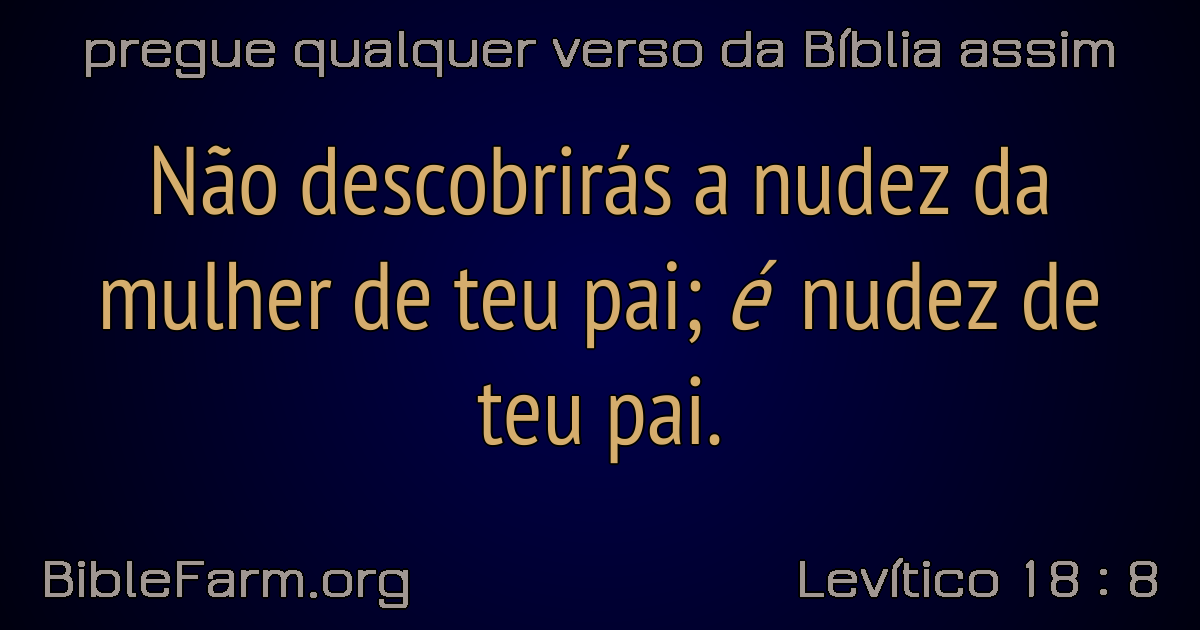 pregue qualquer verso da Bíblia assim
Não descobrirás a nudez da
mulher de teu pai; é nudez de
teu pai.
BibleFarm.org
Levítico 18 : 8